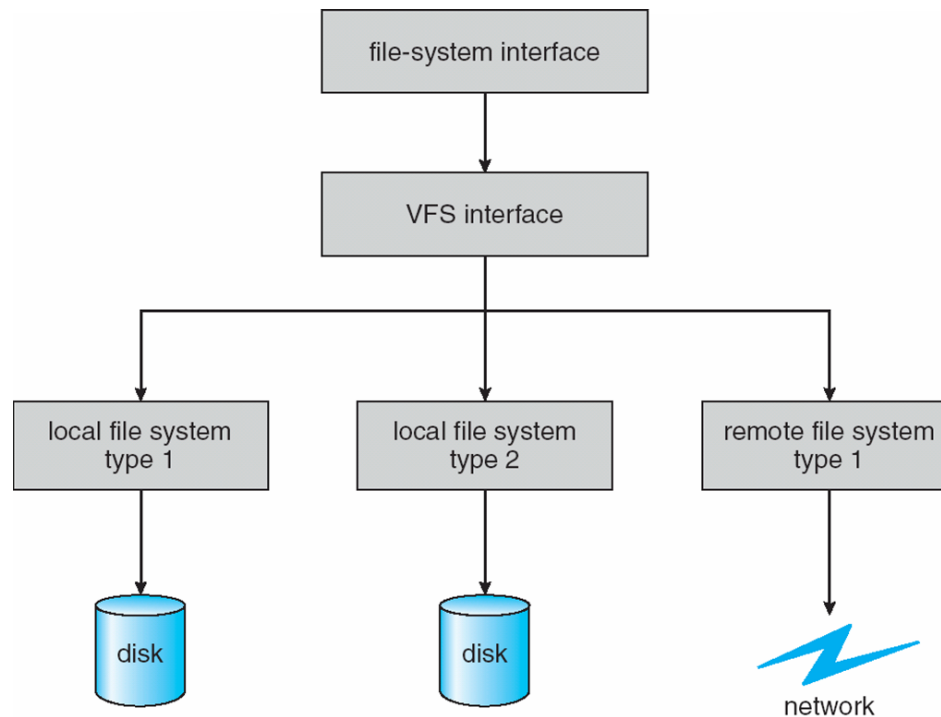 file-system interface
VFS interface
local file system
type 1
local file system
type 2
remote file system
type 1
disk
disk
network